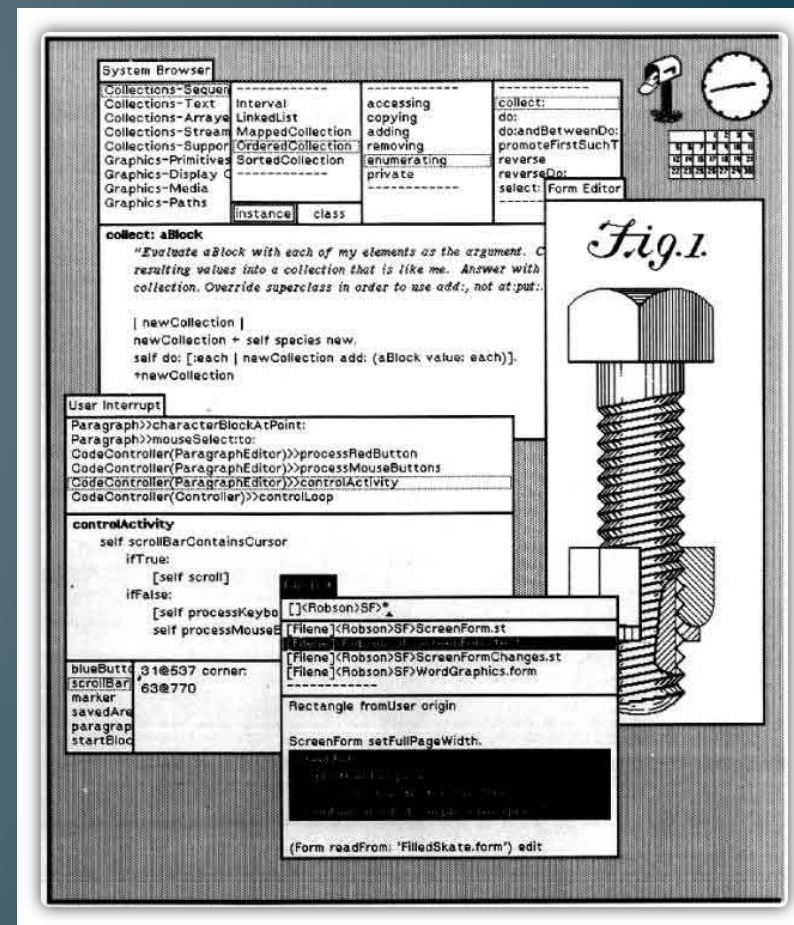 System Browser
Collections-Sequen
Collections-Text
Collections-Arraye
Collections-Stream
Collections-Suppor
Graphics-Primitives
Graphics-Display
Graphics-Media
Graphics-Paths
------------
Interval
LinkedList
MappedCollection
OrderedCollection
SortedCollection
------------
instance
class
------------
accessing
copying
adding
removing
enumerating
private
------------
------------
collect:
do:
do:andBetweenDo:
promoteFirstSuchT
reverse
reverseDo:
select:
collect: aBlock
"Evaluate aBlock with each of my elements as the argument. C
resulting values into a collection that is like me. Answer with
collection. Override superclass in order to use add:, not at:put:.
| newCollection |
newCollection ← self species new.
self do: [:each | newCollection add: (aBlock value: each)].
↑newCollection
Form Editor
Fig.1.
User Interrupt
Paragraph>>characterBlockAtPoint:
Paragraph>>mouseSelect:to:
CodeController(ParagraphEditor)>>processRedButton
CodeController(ParagraphEditor)>>processMouseButtons
CodeController(ParagraphEditor)>>controlActivity
CodeController(Controller)>>controlLoop
controlActivity
self scrollBarContainsCursor
ifTrue:
[self scroll]
ifFalse:
[self processKeybo
self processMouseB
blueButto
scrollBar
marker
savedAre
paragrap
startBloc
31@537 corner:
63@770
[]<Robson>SF>*
[Filene]<Robson>SF>ScreenForm.st
[Filene]<Robson>SF>ScreenFormChanges.st
[Filene]<Robson>SF>WordGraphics.form
------------
Rectangle fromUser origin
ScreenForm setFullPageWidth.
(Form readFrom: 'FilledSkate.form') edit